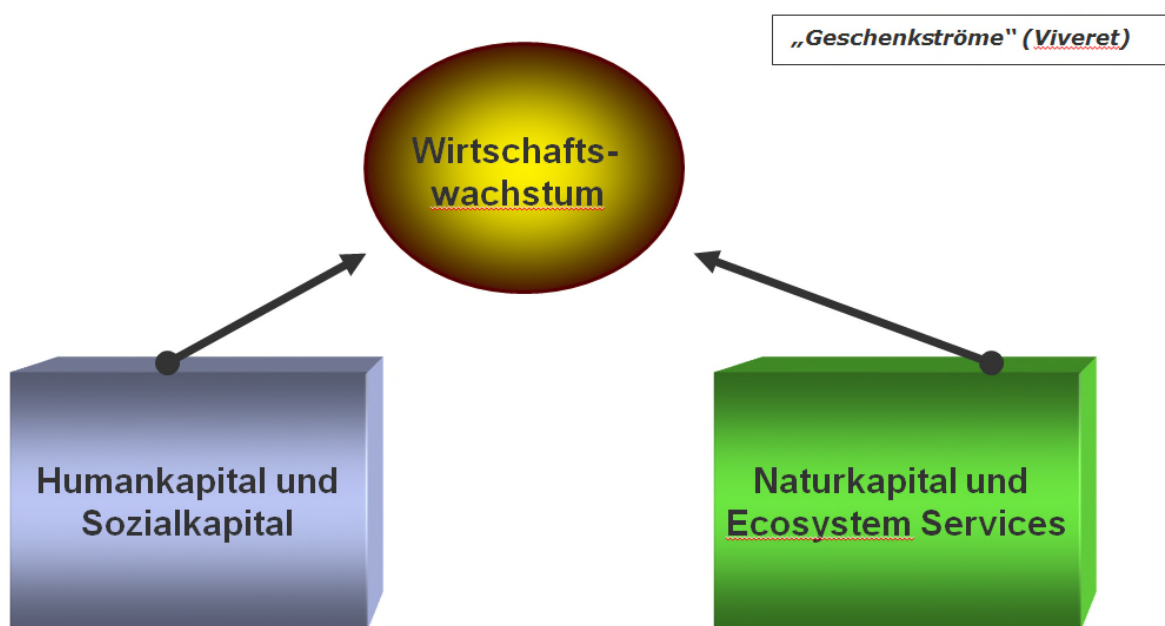 „Geschenkströme“ (Viveret)
Wirtschafts-
wachstum
Humankapital und
Sozialkapital
Naturkapital und
Ecosystem Services